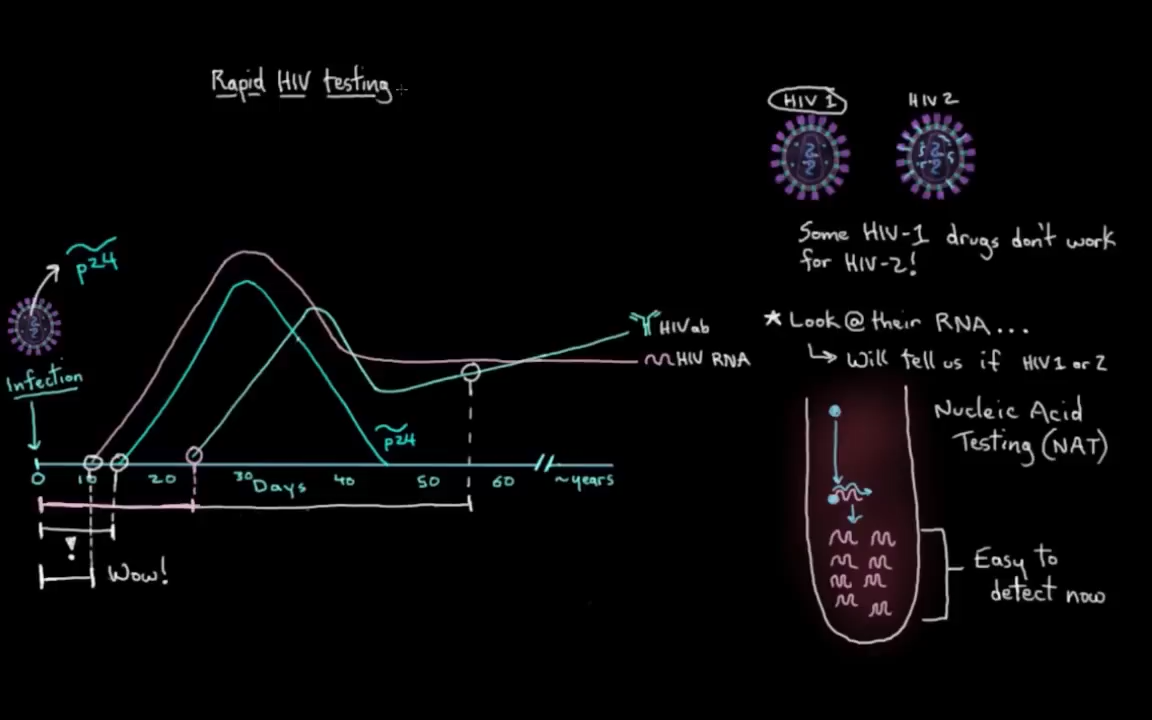 Rapid HIV testing
HIV 1
HIV 2
Some HIV-1 drugs don't work
for HIV-2!
p24
Infection
HIV ab
HIV RNA
p24
0 10 20 30 40 50 60 ~years
Days
Wow!
* Look @ their RNA...
Will tell us if HIV 1 or 2
Nucleic Acid
Testing (NAT)
Easy to
detect now